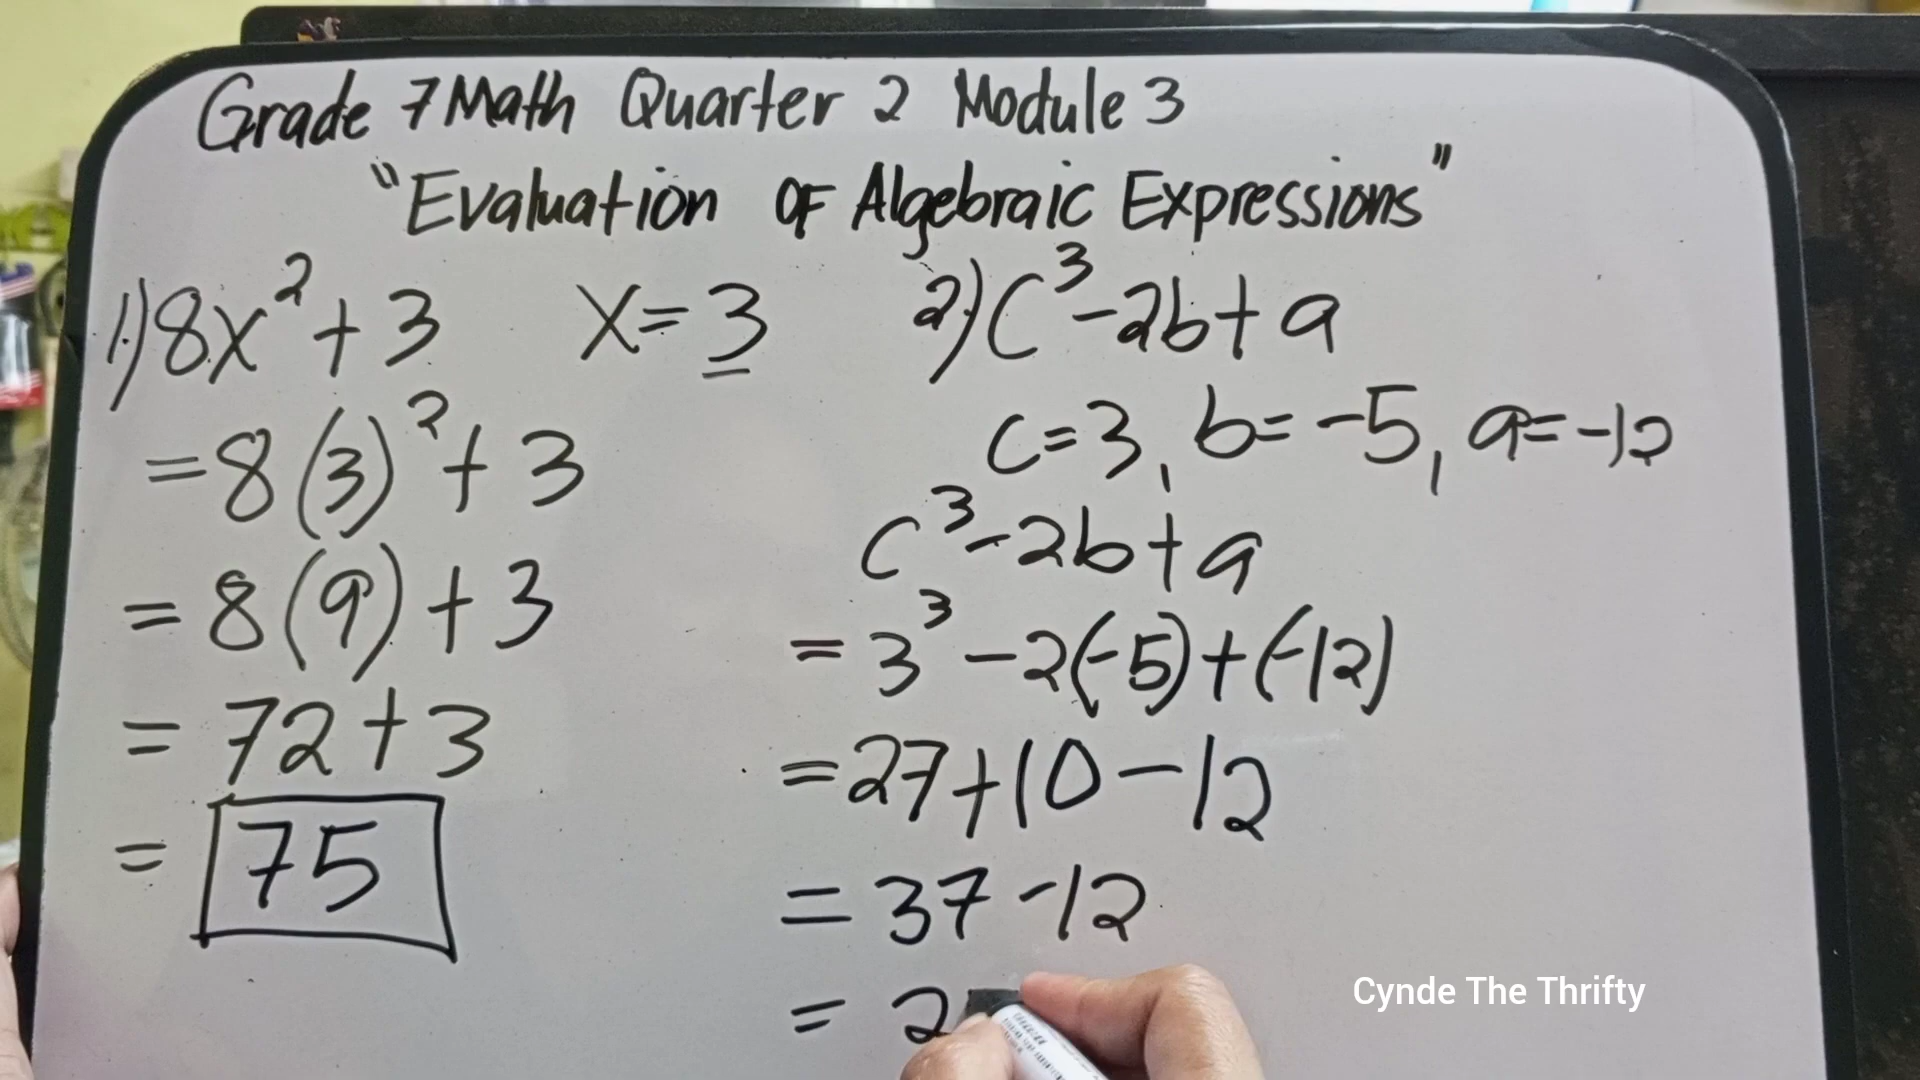 Grade 7 Math Quarter 2 Module 3
"Evaluation of Algebraic Expressions"
1.) 8x² + 3 x = 3
= 8(3)² + 3
= 8(9) + 3
= 72 + 3
= 75
2.) c³ - 2b + a
c = 3, b = -5, a = -12
c³ - 2b + a
= 3³ - 2(-5) + (-12)
= 27 + 10 - 12
= 37 - 12
= 2
Cynde The Thrifty